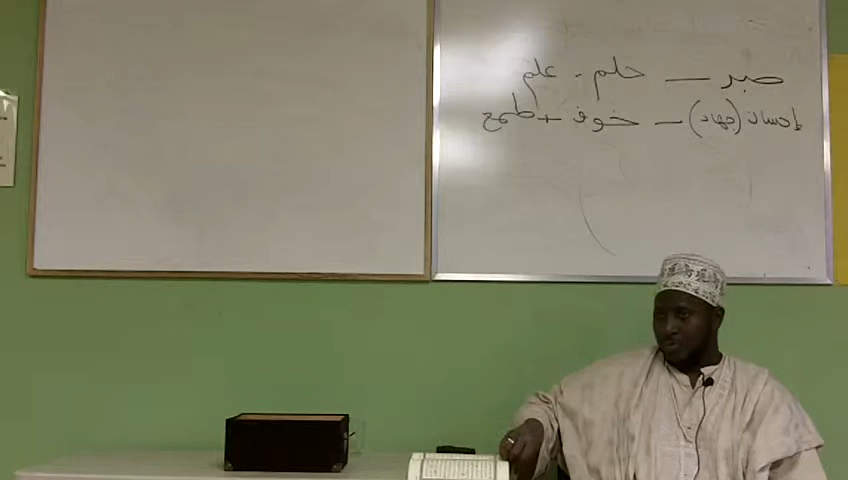 صبر — حلم - علم
إحسان (جهاد) — خوف + طمع